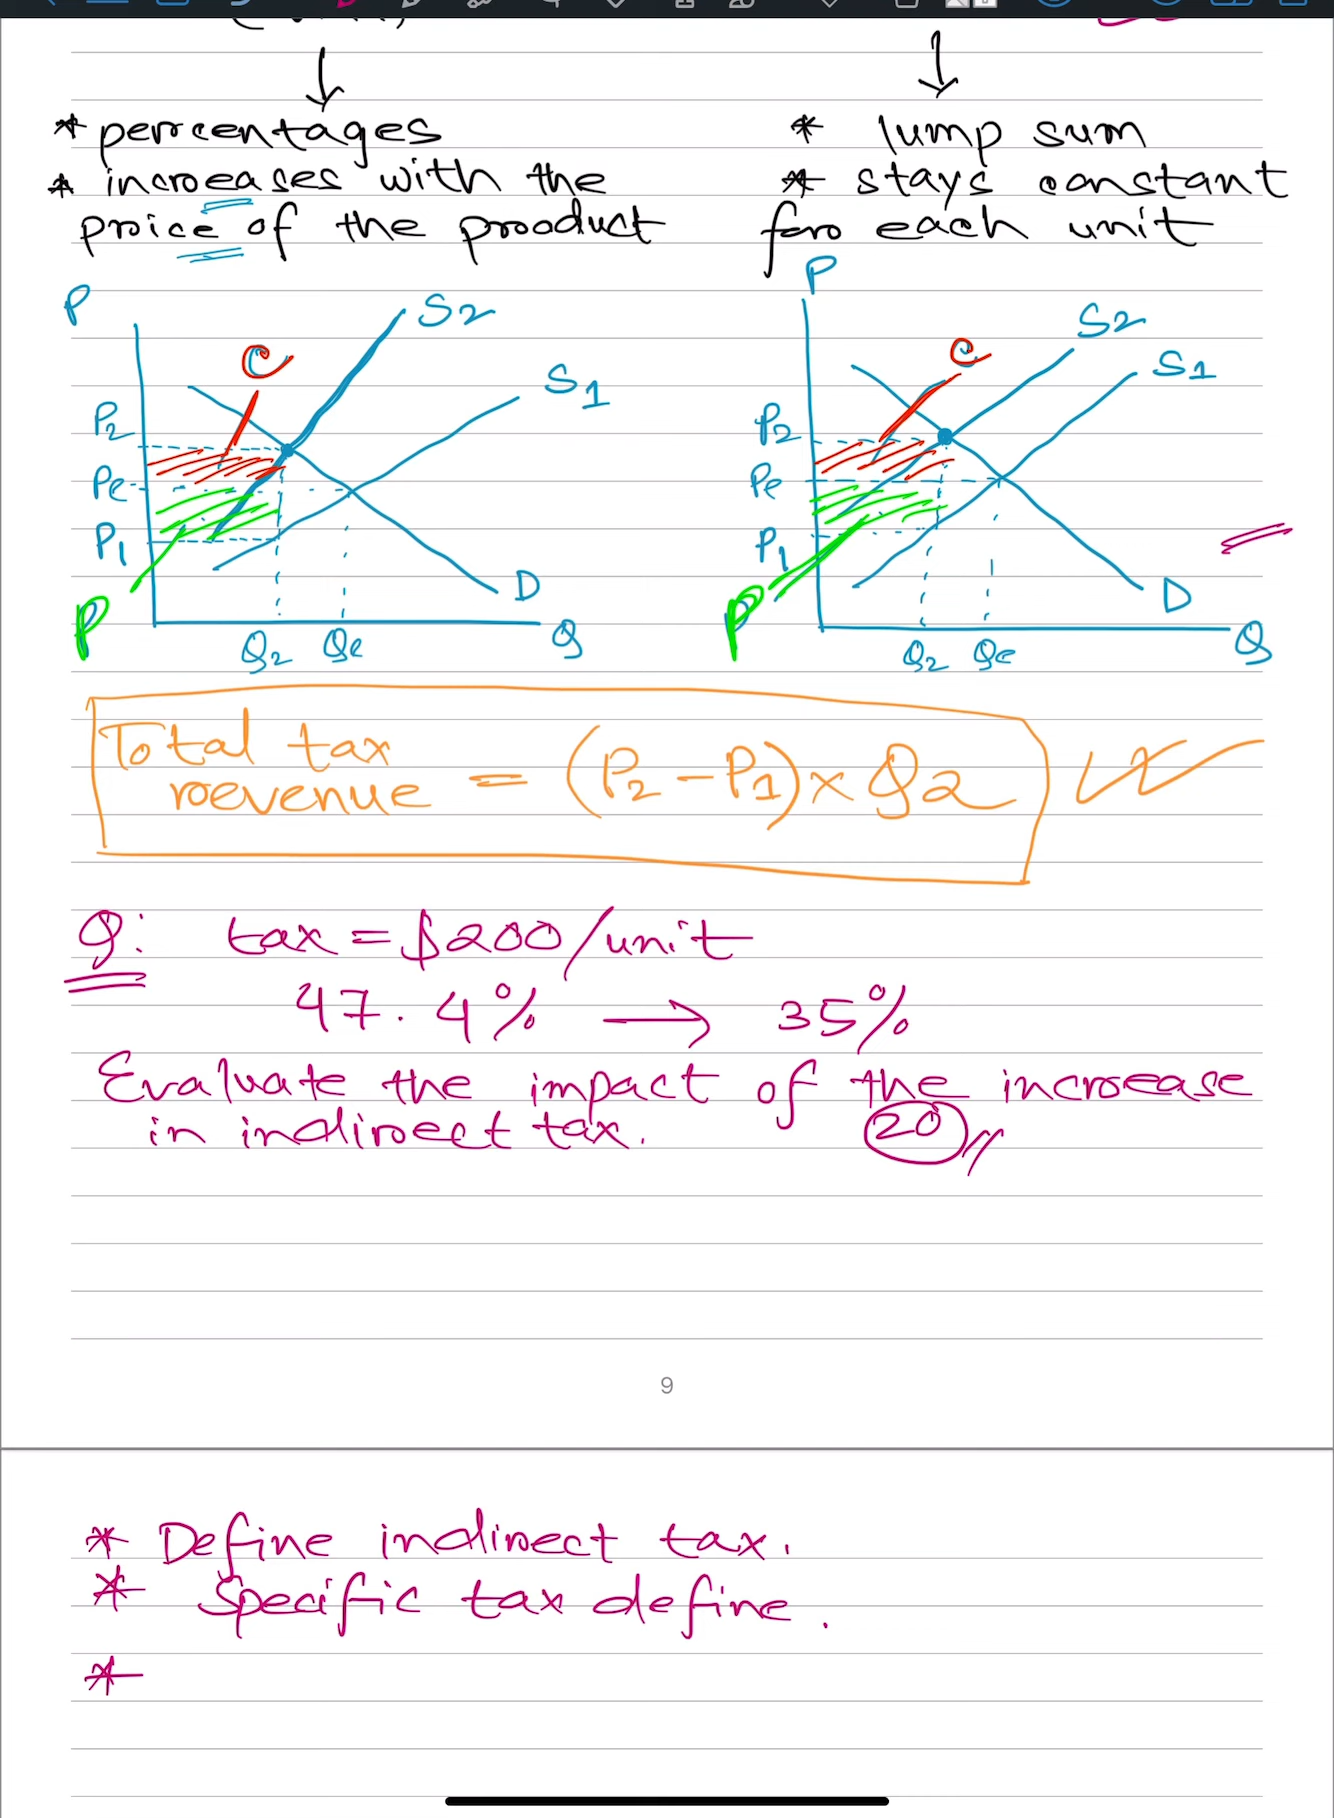 * percentages
* increases with the
price of the product
* lump sum
* stays constant
for each unit
P
S2
C
S1
P2
Pe
P1
D
P
Q2 Qe
Q
P
S2
C
S1
P2
Pe
P1
D
P
Q2 Qe
Q
Total tax
revenue = (P2 - P1) x Q2
Q: tax = $200/unit
47.4% → 35%
Evaluate the impact of the increase
in indirect tax. 20
9
* Define indirect tax.
* Specific tax define.
*